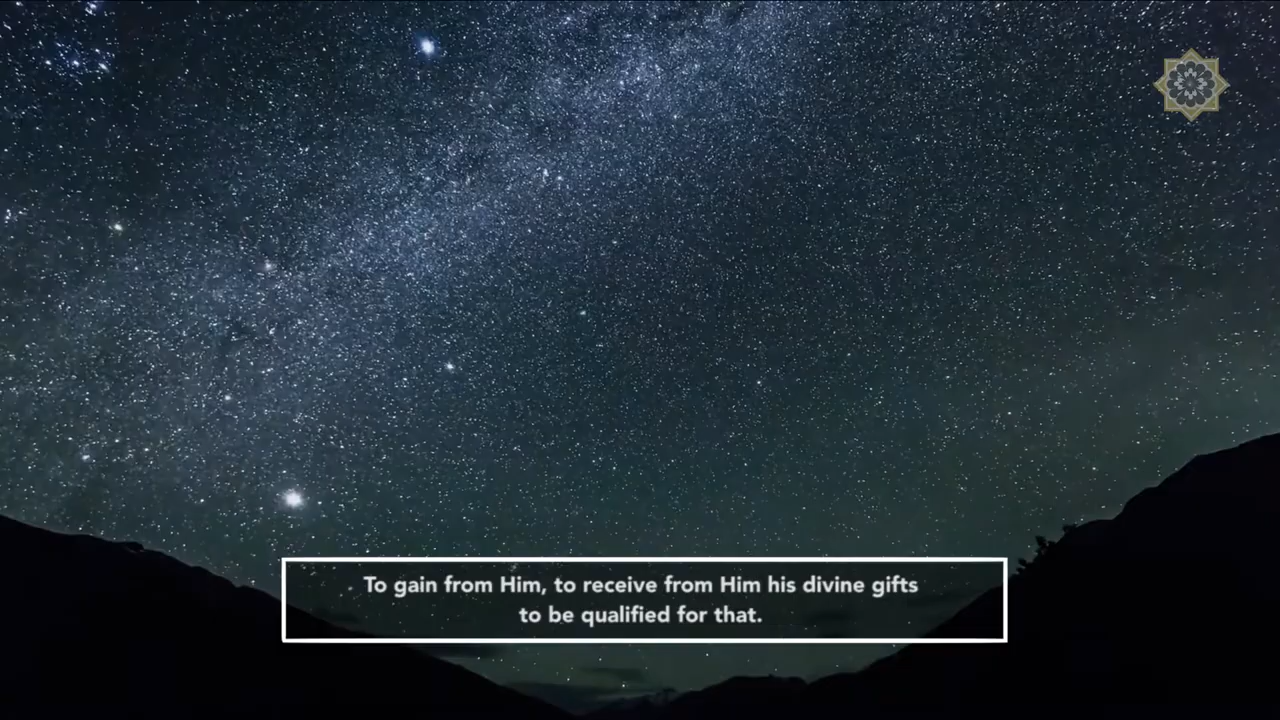 To gain from Him, to receive from Him his divine gifts
to be qualified for that.